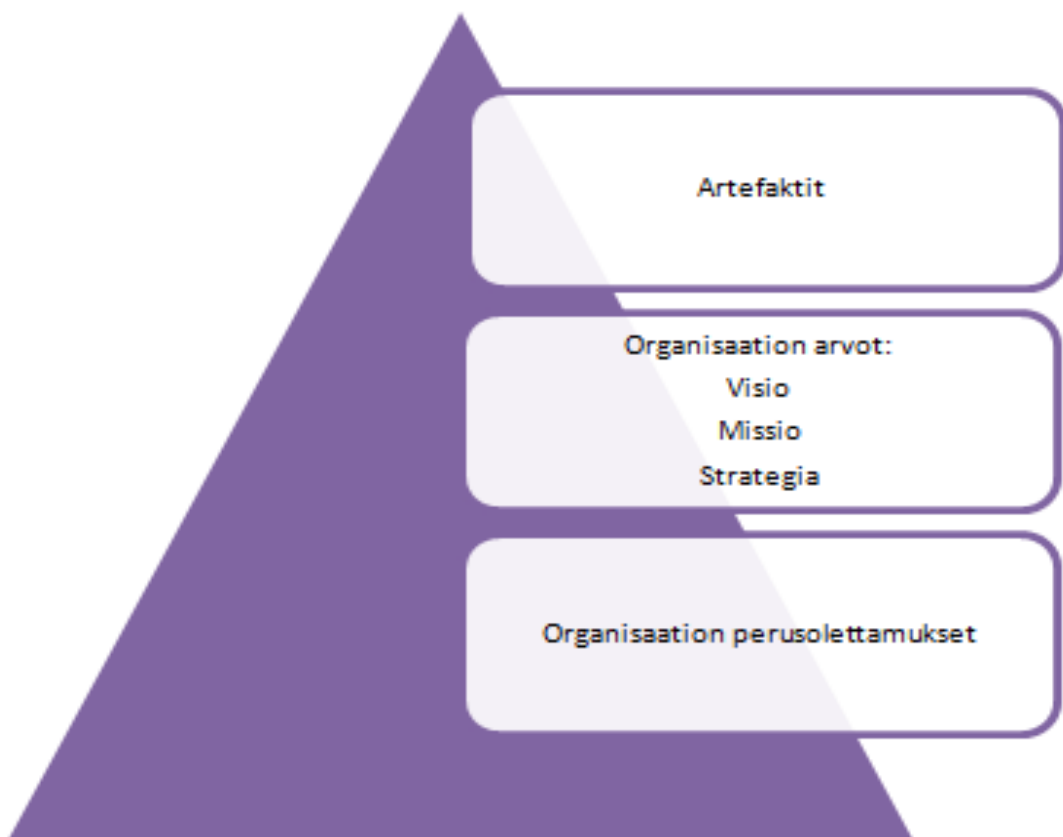 Artefaktit
Organisaation arvot:
Visio
Missio
Strategia
Organisaation perusolettamukset